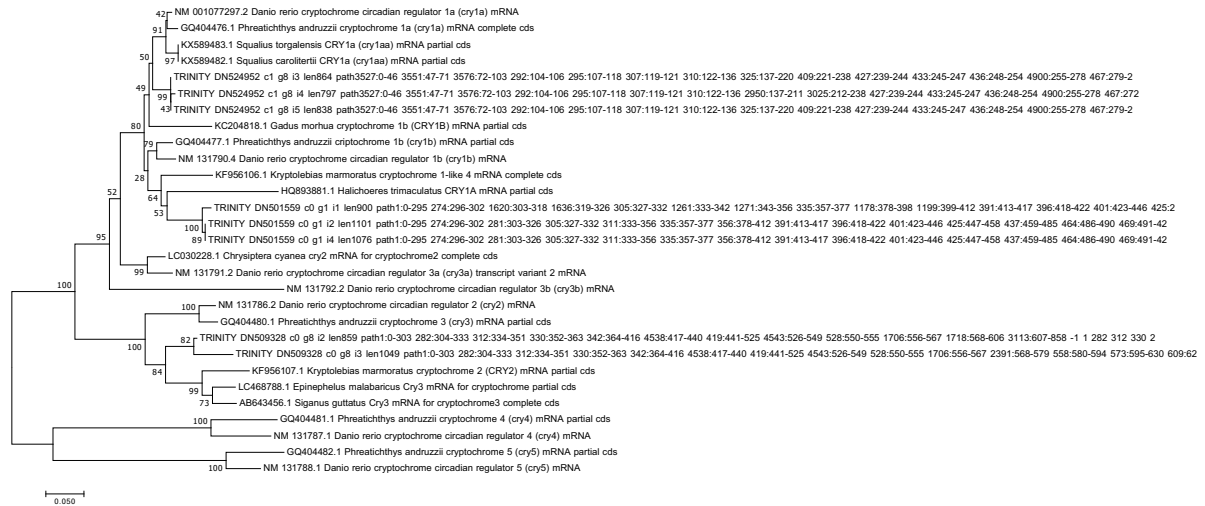 42
NM 001077297.2 Danio rerio cryptochrome circadian regulator 1a (cry1a) mRNA
91
GQ404476.1 Phreatichthys andruzzii cryptochrome 1a (cry1a) mRNA complete cds
KX589483.1 Squalius torgalensis CRY1a (cry1aa) mRNA partial cds
50
97
KX589482.1 Squalius carolitertii CRY1a (cry1aa) mRNA partial cds
TRINITY DN524952 c1 g8 i3 len864 path3527:0-46 3551:47-71 3576:72-103 292:104-106 295:107-118 307:119-121 310:122-136 325:137-220 409:221-238 427:239-244 433:245-247 436:248-254 4900:255-278 467:279-2
49
99
TRINITY DN524952 c1 g8 i4 len797 path3527:0-46 3551:47-71 3576:72-103 292:104-106 295:107-118 307:119-121 310:122-136 2950:137-211 3025:212-238 427:239-244 433:245-247 436:248-254 4900:255-278 467:272
43
TRINITY DN524952 c1 g8 i5 len838 path3527:0-46 3551:47-71 3576:72-103 292:104-106 295:107-118 307:119-121 310:122-136 325:137-220 409:221-238 427:239-244 433:245-247 436:248-254 4900:255-278 467:279-2
80
KC204818.1 Gadus morhua cryptochrome 1b (CRY1B) mRNA partial cds
79
GQ404477.1 Phreatichthys andruzzii criptochrome 1b (cry1b) mRNA partial cds
NM 131790.4 Danio rerio cryptochrome circadian regulator 1b (cry1b) mRNA
28
KF956106.1 Kryptolebias marmoratus cryptochrome 1-like 4 mRNA complete cds
52
64
HQ893881.1 Halichoeres trimaculatus CRY1A mRNA partial cds
53
TRINITY DN501559 c0 g1 i1 len900 path1:0-295 274:296-302 1620:303-318 1636:319-326 305:327-332 1261:333-342 1271:343-356 335:357-377 1178:378-398 1199:399-412 391:413-417 396:418-422 401:423-446 425:2
100
TRINITY DN501559 c0 g1 i2 len1101 path1:0-295 274:296-302 281:303-326 305:327-332 311:333-356 335:357-377 356:378-412 391:413-417 396:418-422 401:423-446 425:447-458 437:459-485 464:486-490 469:491-42
89
TRINITY DN501559 c0 g1 i4 len1076 path1:0-295 274:296-302 281:303-326 305:327-332 311:333-356 335:357-377 356:378-412 391:413-417 396:418-422 401:423-446 425:447-458 437:459-485 464:486-490 469:491-42
95
LC030228.1 Chrysiptera cyanea cry2 mRNA for cryptochrome2 complete cds
99
NM 131791.2 Danio rerio cryptochrome circadian regulator 3a (cry3a) transcript variant 2 mRNA
100
NM 131792.2 Danio rerio cryptochrome circadian regulator 3b (cry3b) mRNA
100
NM 131786.2 Danio rerio cryptochrome circadian regulator 2 (cry2) mRNA
GQ404480.1 Phreatichthys andruzzii cryptochrome 3 (cry3) mRNA partial cds
100
82
TRINITY DN509328 c0 g8 i2 len859 path1:0-303 282:304-333 312:334-351 330:352-363 342:364-416 4538:417-440 419:441-525 4543:526-549 528:550-555 1706:556-567 1718:568-606 3113:607-858 -1 1 282 312 330 2
TRINITY DN509328 c0 g8 i3 len1049 path1:0-303 282:304-333 312:334-351 330:352-363 342:364-416 4538:417-440 419:441-525 4543:526-549 528:550-555 1706:556-567 2391:568-579 558:580-594 573:595-630 609:62
84
KF956107.1 Kryptolebias marmoratus cryptochrome 2 (CRY2) mRNA partial cds
99
LC468788.1 Epinephelus malabaricus Cry3 mRNA for cryptochrome partial cds
73
AB643456.1 Siganus guttatus Cry3 mRNA for cryptochrome3 complete cds
100
GQ404481.1 Phreatichthys andruzzii cryptochrome 4 (cry4) mRNA partial cds
NM 131787.1 Danio rerio cryptochrome circadian regulator 4 (cry4) mRNA
GQ404482.1 Phreatichthys andruzzii cryptochrome 5 (cry5) mRNA partial cds
100
NM 131788.1 Danio rerio cryptochrome circadian regulator 5 (cry5) mRNA
0.050